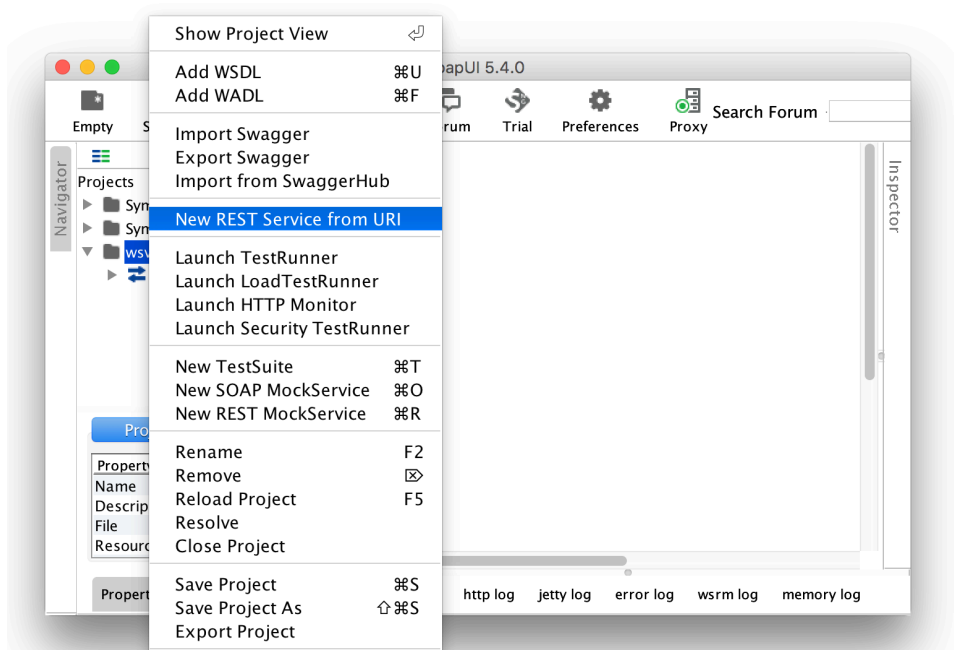 Show Project View
apUI 5.4.0
Add WSDL ⌘U
Add WADL ⌘F
Empty
Trial
Preferences
Proxy
Search Forum
Import Swagger
Export Swagger
Import from SwaggerHub
Navigator
Projects
Inspector
New REST Service from URI
Launch TestRunner
Launch LoadTestRunner
Launch HTTP Monitor
Launch Security TestRunner
New TestSuite ⌘T
New SOAP MockService ⌘O
New REST MockService ⌘R
Rename F2
Remove ⌦
Reload Project F5
Resolve
Close Project
Name
File
Save Project ⌘S
Save Project As ⇧⌘S
Export Project
http log
jetty log
error log
wsrm log
memory log